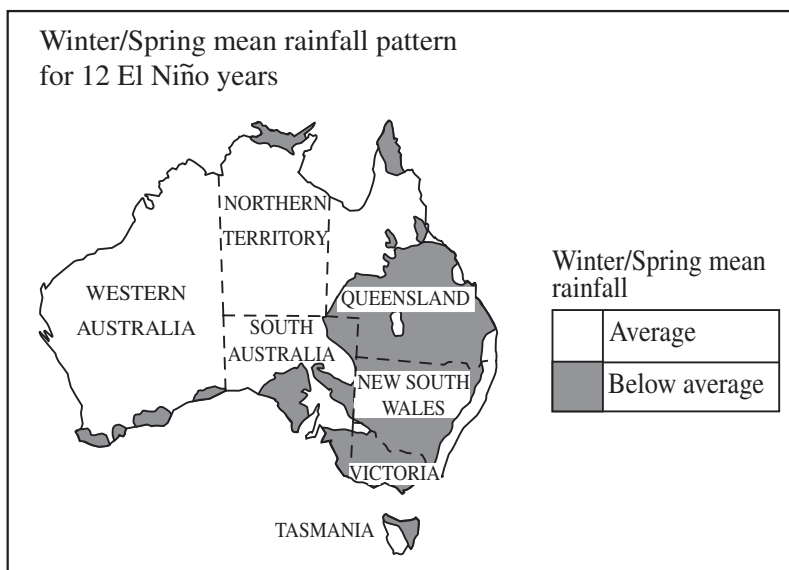 Winter/Spring mean rainfall pattern
for 12 El Niño years
NORTHERN
TERRITORY
WESTERN
AUSTRALIA
QUEENSLAND
SOUTH
AUSTRALIA
NEW SOUTH
WALES
VICTORIA
TASMANIA
Winter/Spring mean
rainfall
Average
Below average